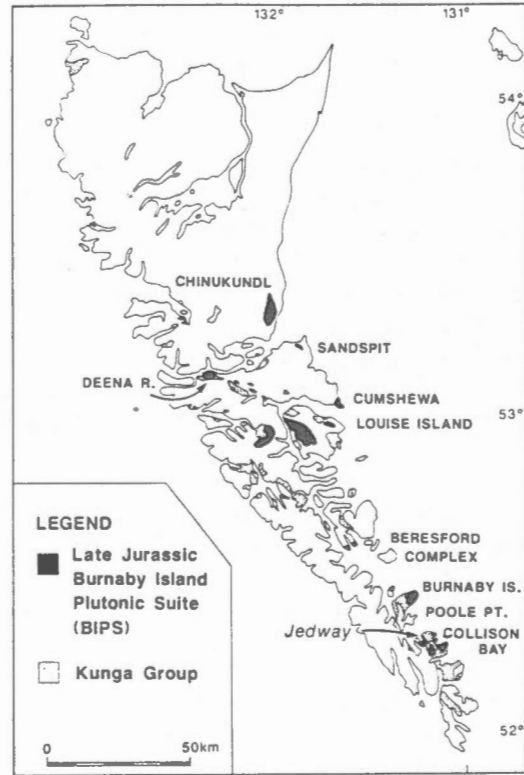 132°
131°
54°
CHINUKUNDL
SANDSPIT
DEENA R.
CUMSHEWA
53°
LOUISE ISLAND
BERESFORD
COMPLEX
BURNABY IS.
POOLE PT.
Jedway
COLLISON
BAY
52°
LEGEND
Late Jurassic
Burnaby Island
Plutonic Suite
(BIPS)
Kunga Group
0 50km